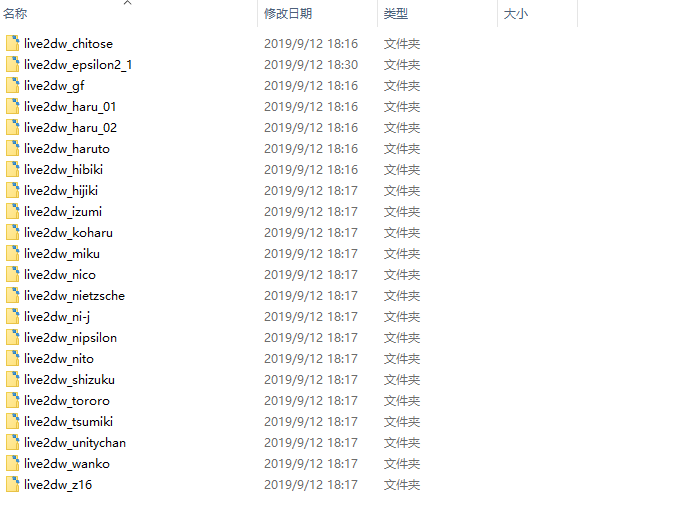 名称 修改日期 类型 大小
live2dw_chitose 2019/9/12 18:16 文件夹
live2dw_epsilon2_1 2019/9/12 18:30 文件夹
live2dw_gf 2019/9/12 18:16 文件夹
live2dw_haru_01 2019/9/12 18:16 文件夹
live2dw_haru_02 2019/9/12 18:16 文件夹
live2dw_haruto 2019/9/12 18:16 文件夹
live2dw_hibiki 2019/9/12 18:16 文件夹
live2dw_hijiki 2019/9/12 18:17 文件夹
live2dw_izumi 2019/9/12 18:17 文件夹
live2dw_koharu 2019/9/12 18:17 文件夹
live2dw_miku 2019/9/12 18:17 文件夹
live2dw_nico 2019/9/12 18:17 文件夹
live2dw_nietzsche 2019/9/12 18:17 文件夹
live2dw_ni-j 2019/9/12 18:17 文件夹
live2dw_nipsilon 2019/9/12 18:17 文件夹
live2dw_nito 2019/9/12 18:17 文件夹
live2dw_shizuku 2019/9/12 18:17 文件夹
live2dw_tororo 2019/9/12 18:17 文件夹
live2dw_tsumiki 2019/9/12 18:17 文件夹
live2dw_unitychan 2019/9/12 18:17 文件夹
live2dw_wanko 2019/9/12 18:17 文件夹
live2dw_z16 2019/9/12 18:17 文件夹